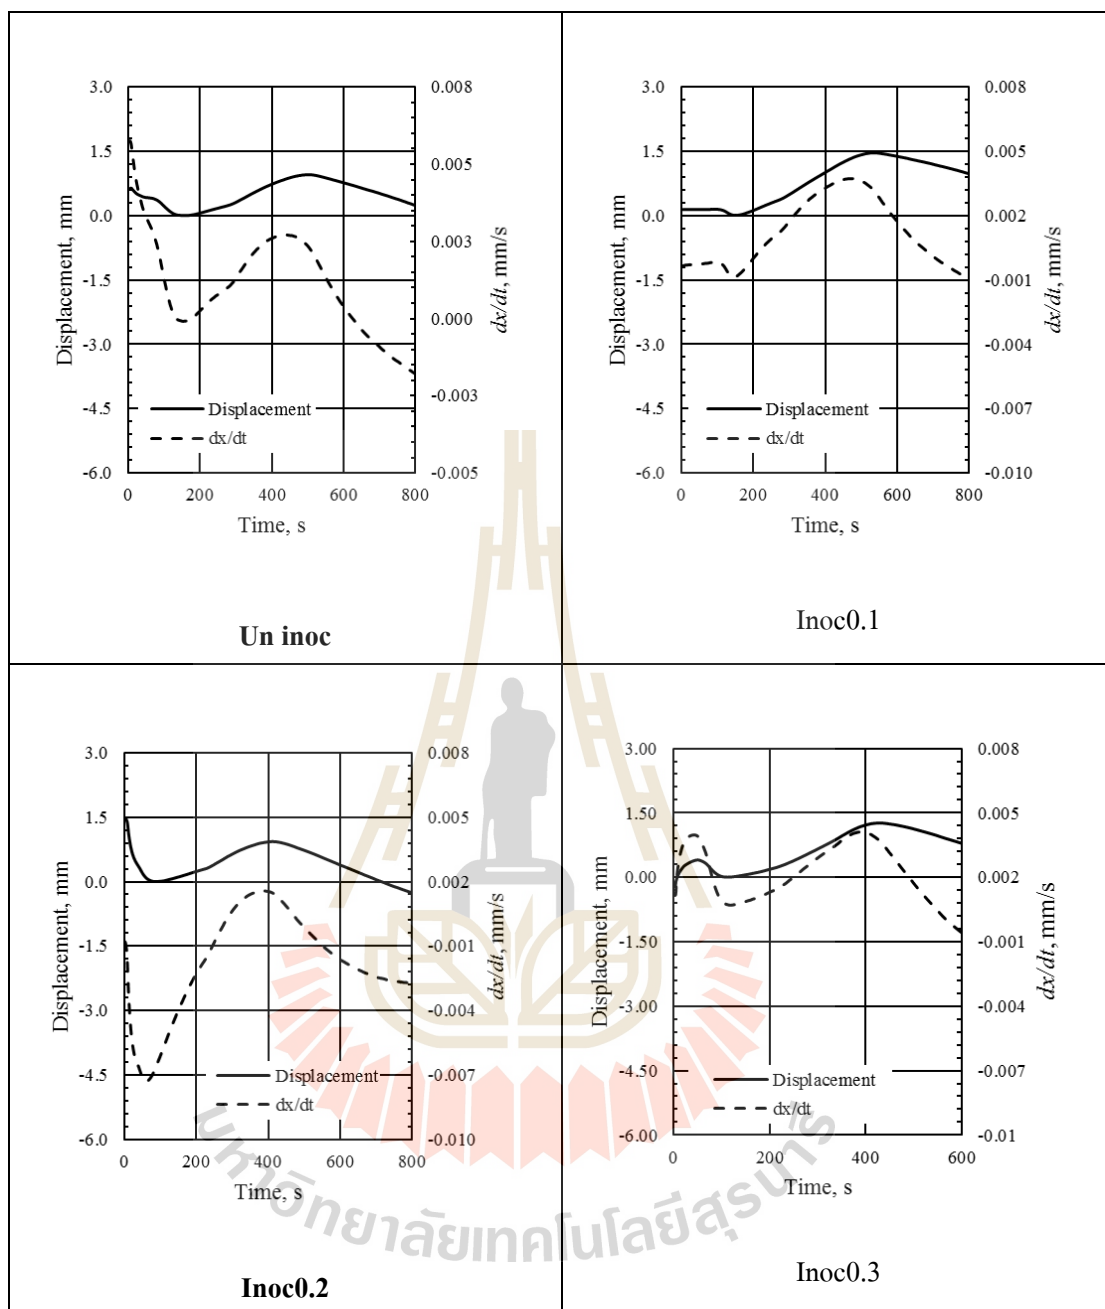 3.0
1.5
0.0
-1.5
-3.0
-4.5
-6.0
Displacement, mm
0.008
0.005
0.003
0.000
-0.003
-0.005
dx/dt, mm/s
Displacement
dx/dt
0 200 400 600 800
Time, s
Un inoc
3.0
1.5
0.0
-1.5
-3.0
-4.5
-6.0
Displacement, mm
0.008
0.005
0.002
-0.001
-0.004
-0.007
-0.010
dx/dt, mm/s
Displacement
dx/dt
0 200 400 600 800
Time, s
Inoc0.1
3.0
1.5
0.0
-1.5
-3.0
-4.5
-6.0
Displacement, mm
0.008
0.005
0.002
-0.001
-0.004
-0.007
-0.010
dx/dt, mm/s
Displacement
dx/dt
0 200 400 600 800
Time, s
Inoc0.2
3.00
1.50
0.00
-1.50
-3.00
-4.50
-6.00
Displacement, mm
0.008
0.005
0.002
-0.001
-0.004
-0.007
-0.01
dx/dt, mm/s
Displacement
dx/dt
0 200 400 600
Time, s
Inoc0.3
มหาวิทยาลัยเทคโนโลยีสุรนารี